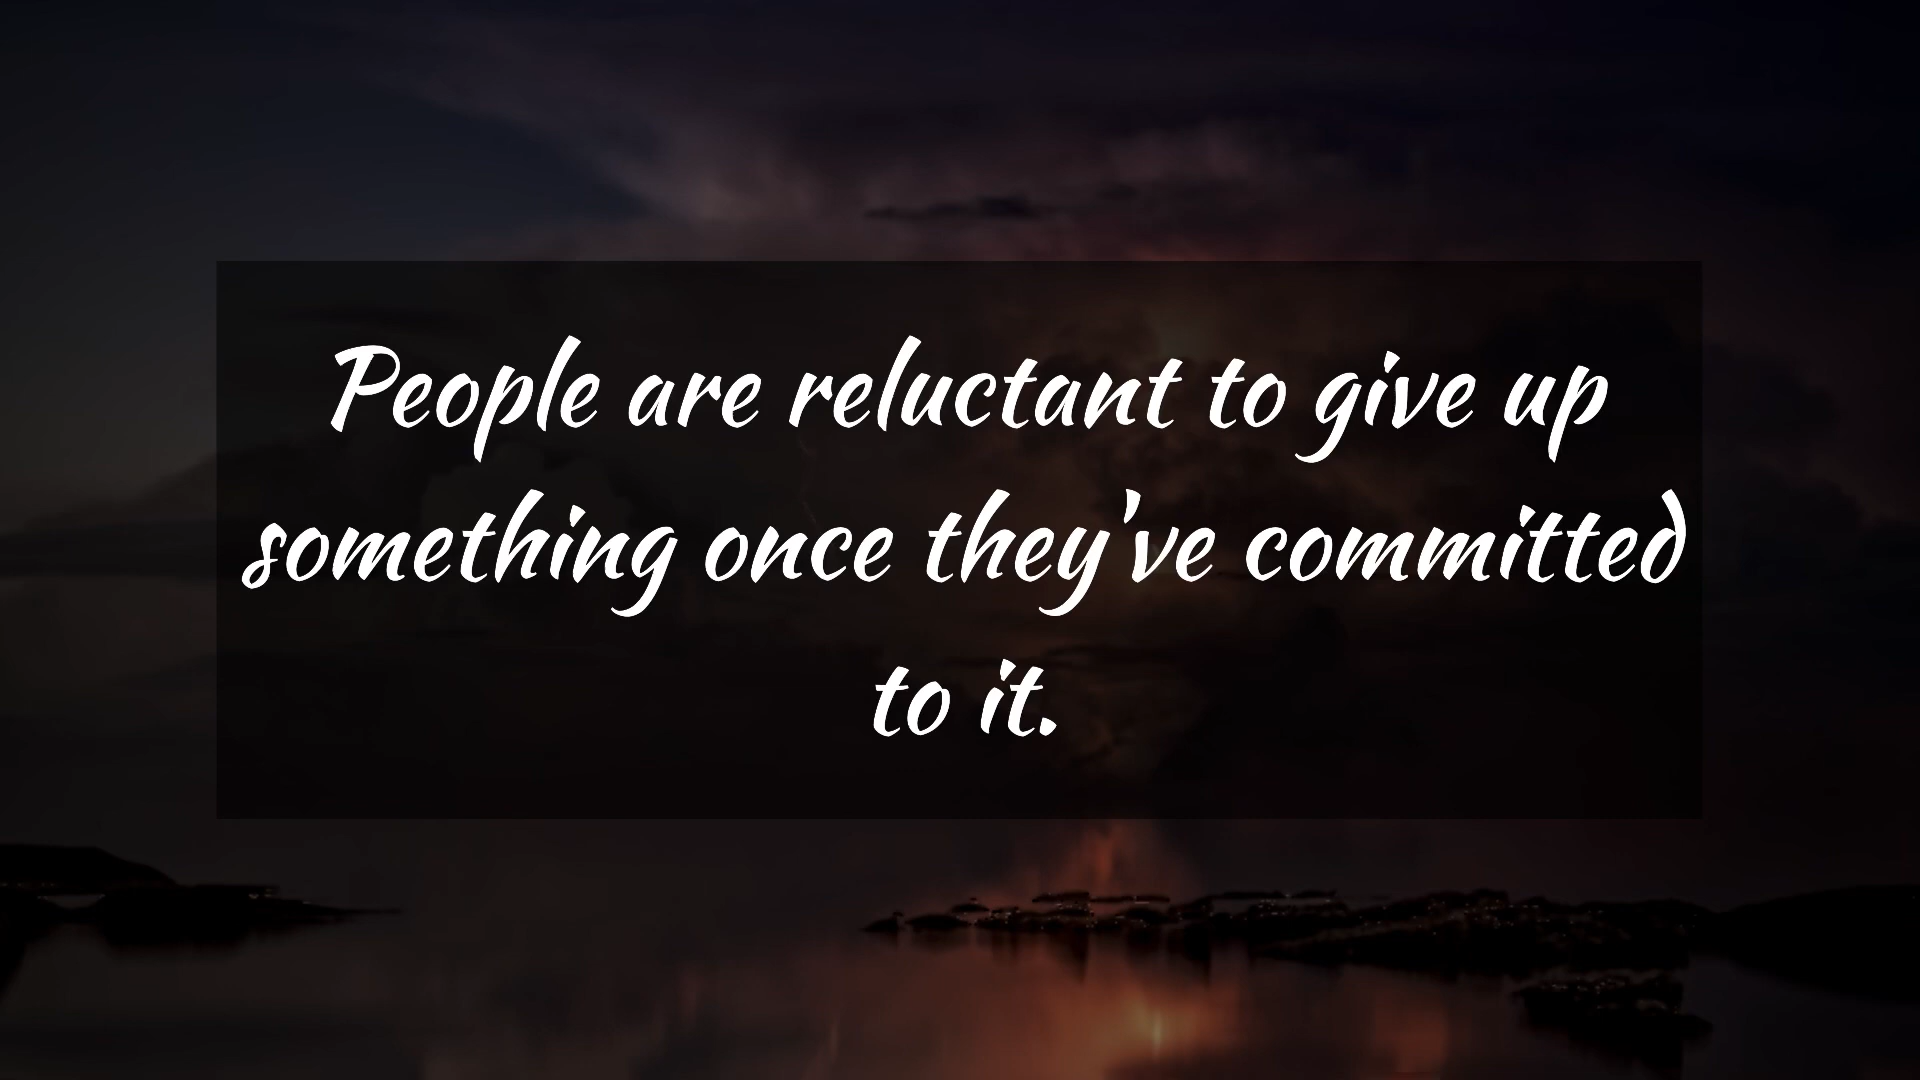 People are reluctant to give up
something once they've committed
to it.